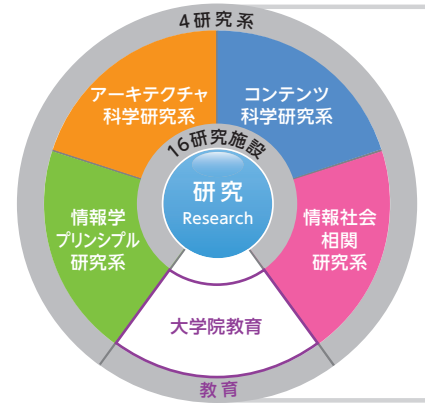 4研究系
アーキテクチャ
科学研究系
コンテンツ
科学研究系
16研究施設
研究
Research
情報学
プリンシプル
研究系
情報社会
相関
研究系
大学院教育
教育